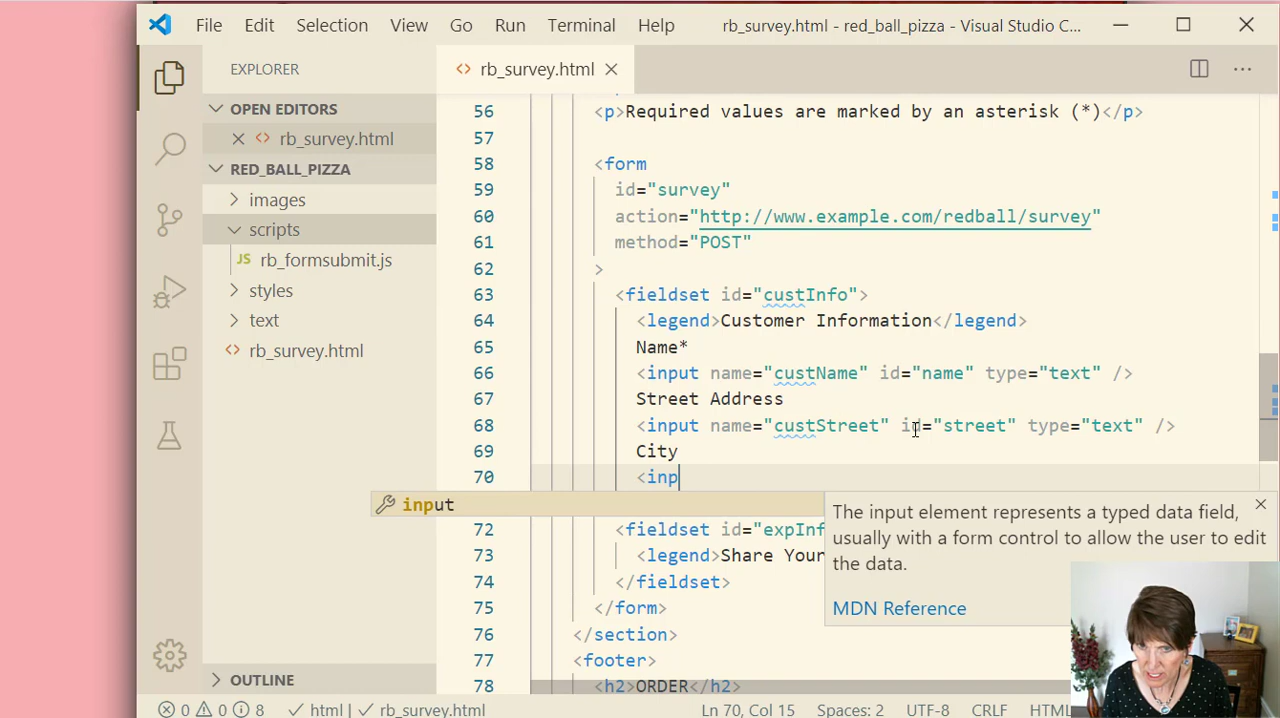 File Edit Selection View Go Run Terminal Help rb_survey.html - red_ball_pizza - Visual Studio C...
EXPLORER
OPEN EDITORS
rb_survey.html
RED_BALL_PIZZA
images
scripts
JS rb_formsubmit.js
styles
text
<> rb_survey.html
OUTLINE
<> rb_survey.html
56 <p>Required values are marked by an asterisk (*)</p>
57
58 <form
59 id="survey"
60 action="http://www.example.com/redball/survey"
61 method="POST"
62 >
63 <fieldset id="custInfo">
64 <legend>Customer Information</legend>
65 Name*
66 <input name="custName" id="name" type="text" />
67 Street Address
68 <input name="custStreet" id="street" type="text" />
69 City
70 <inp
input
The input element represents a typed data field,
usually with a form control to allow the user to edit
the data.
MDN Reference
72 <fieldset id="expInf
73 <legend>Share Your
74 </fieldset>
75 </form>
76 </section>
77 <footer>
78 <h2>ORDER</h2>
0 0 8 html rb_survey.html Ln 70, Col 15 Spaces: 2 UTF-8 CRLF HTML